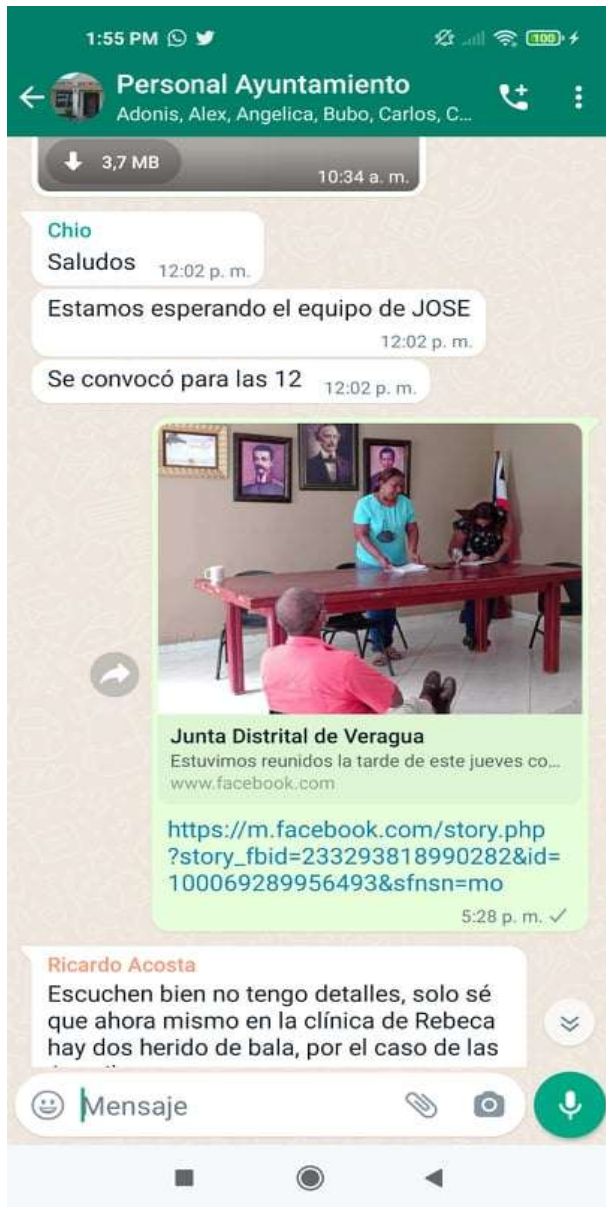 1:55 PM
100
Personal Ayuntamiento
Adonis, Alex, Angelica, Bubo, Carlos, C...
3,7 MB
10:34 a. m.
Chio
Saludos
12:02 p. m.
Estamos esperando el equipo de JOSE
12:02 p. m.
Se convocó para las 12
12:02 p. m.
Junta Distrital de Veragua
Estuvimos reunidos la tarde de este jueves co...
www.facebook.com
https://m.facebook.com/story.php
?story_fbid=233293818990282&id=
100069289956493&sfnsn=mo
5:28 p. m.
Ricardo Acosta
Escuchen bien no tengo detalles, solo sé
que ahora mismo en la clínica de Rebeca
hay dos herido de bala, por el caso de las
Mensaje